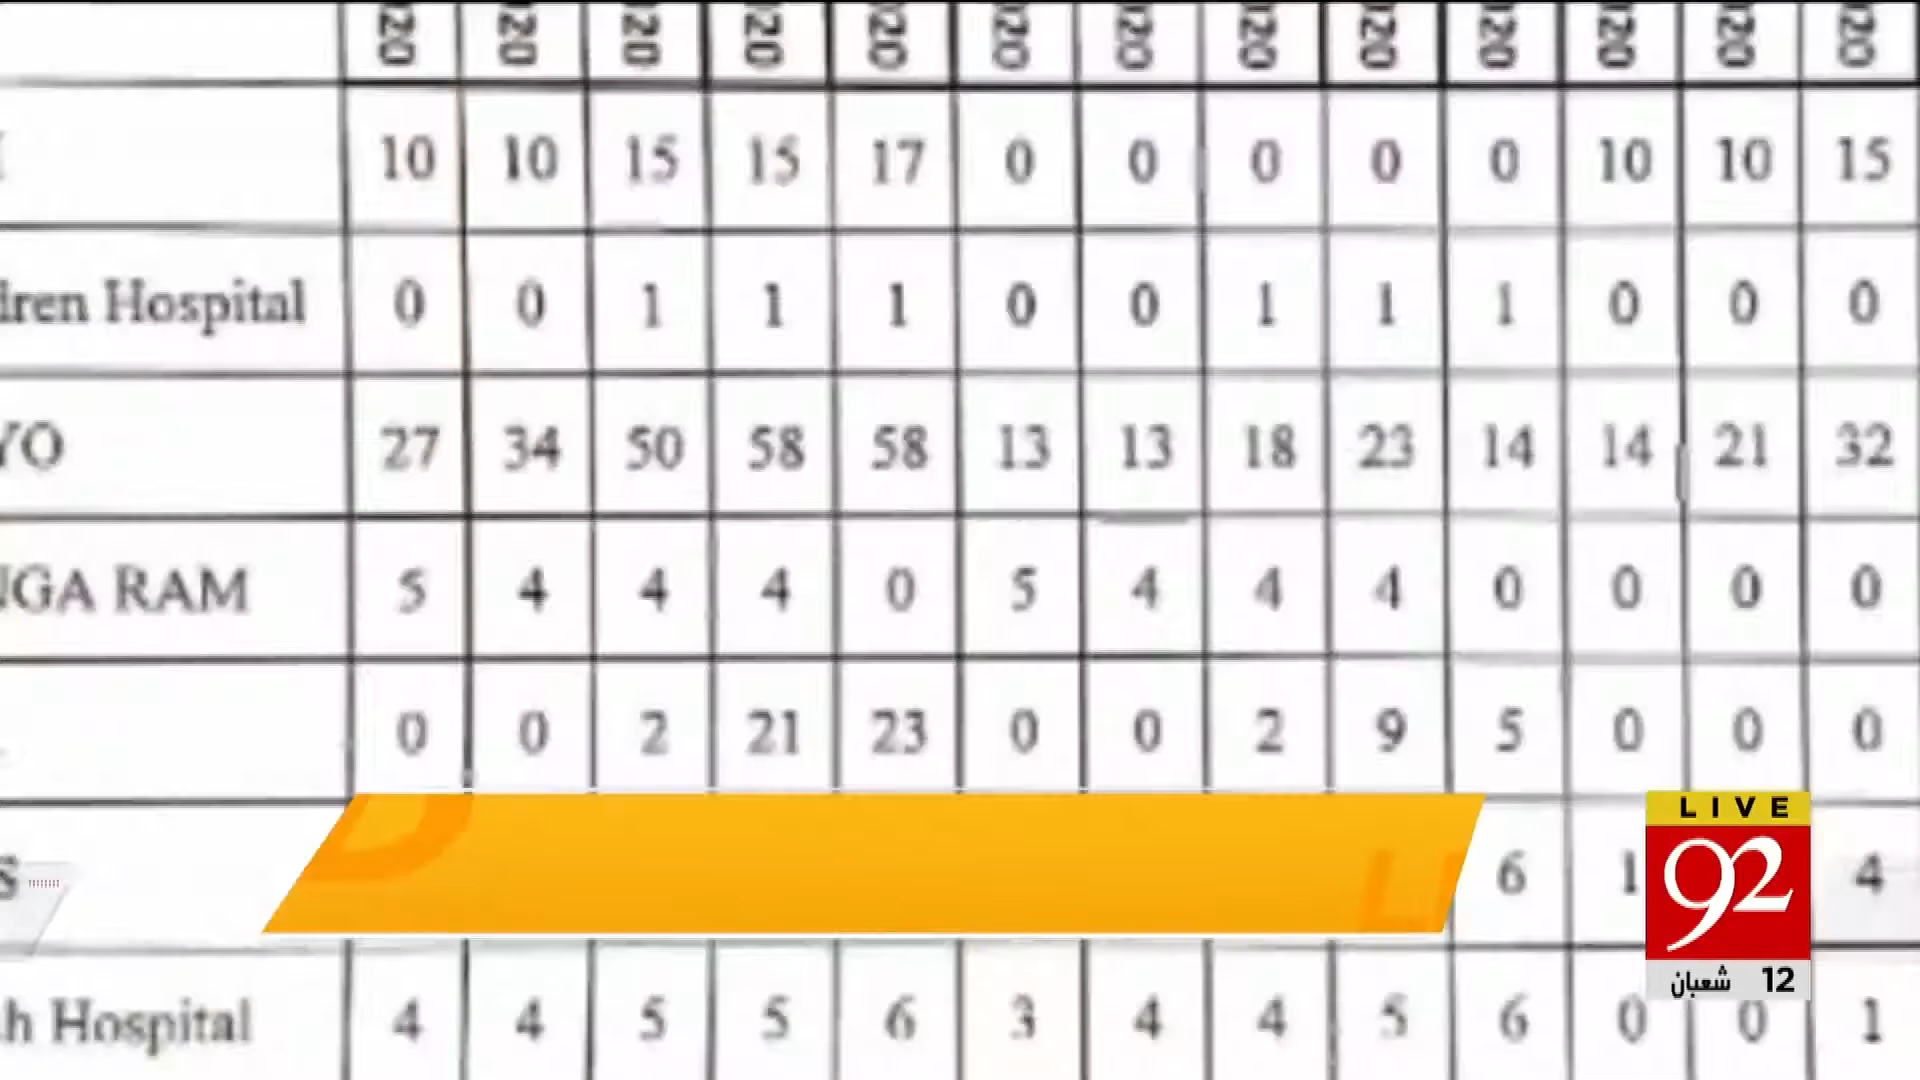 020 020 020 020 020 020 020 020 020 020 020 020 020
10 10 15 15 17 0 0 0 0 0 10 10 15
dren Hospital 0 0 1 1 1 0 0 1 1 1 0 0 0
YO 27 34 50 58 58 13 13 18 23 14 14 21 32
NGA RAM 5 4 4 4 0 5 4 4 4 0 0 0 0
0 0 2 21 23 0 0 2 9 5 0 0 0
S 6 1 4
h Hospital 4 4 5 5 6 3 4 4 5 6 0 0 1
LIVE
92
12 شعبان